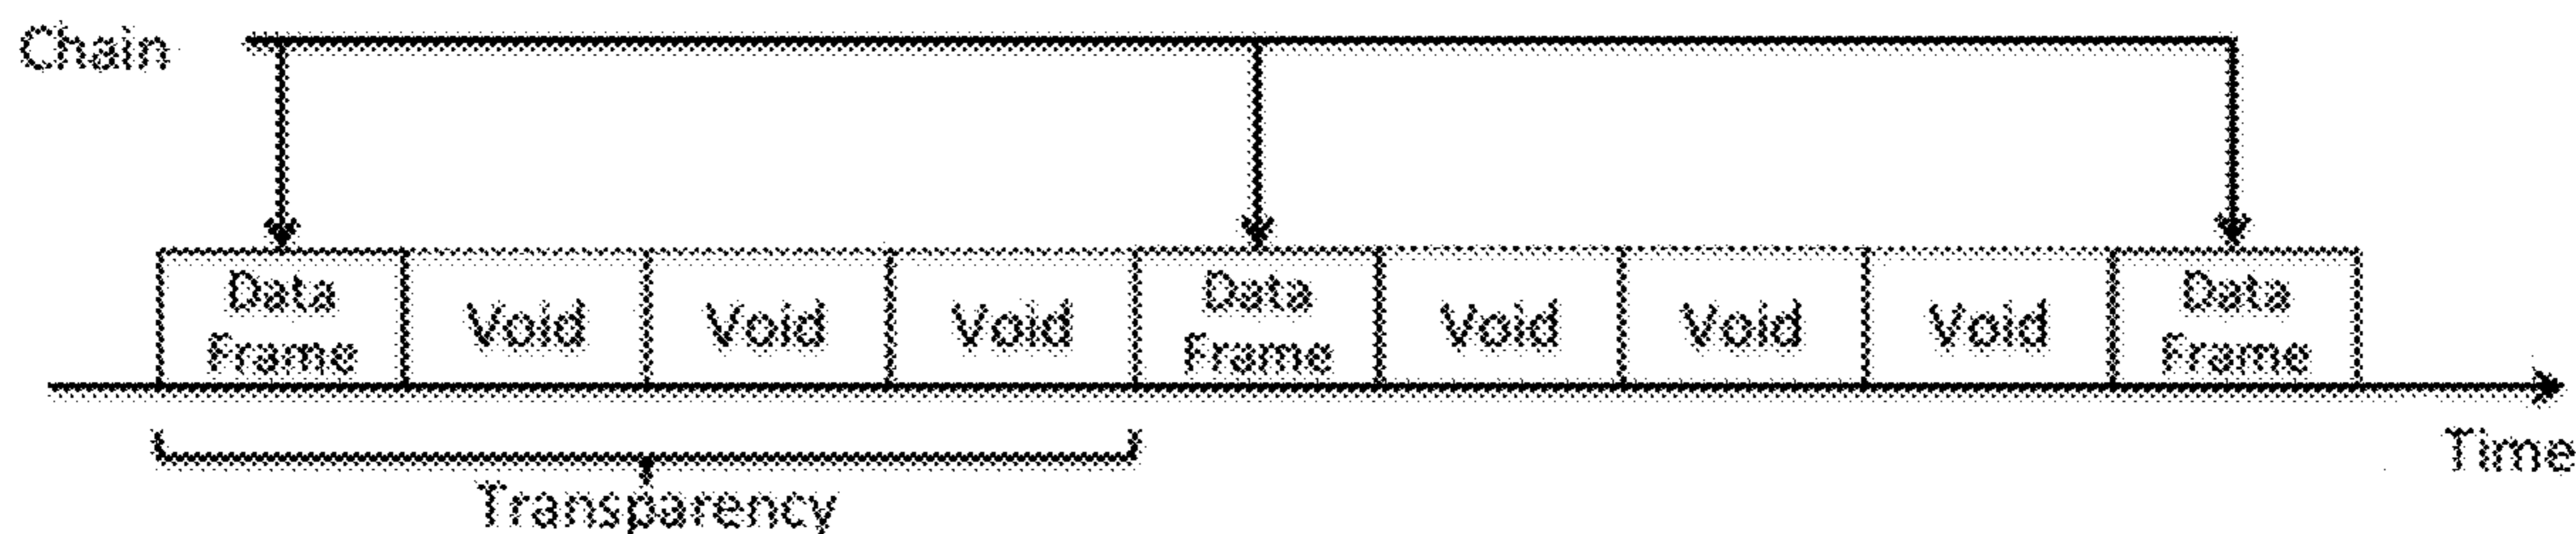 Chain
Data
Frame
Void
Void
Void
Data
Frame
Void
Void
Void
Data
Frame
Time
Transparency